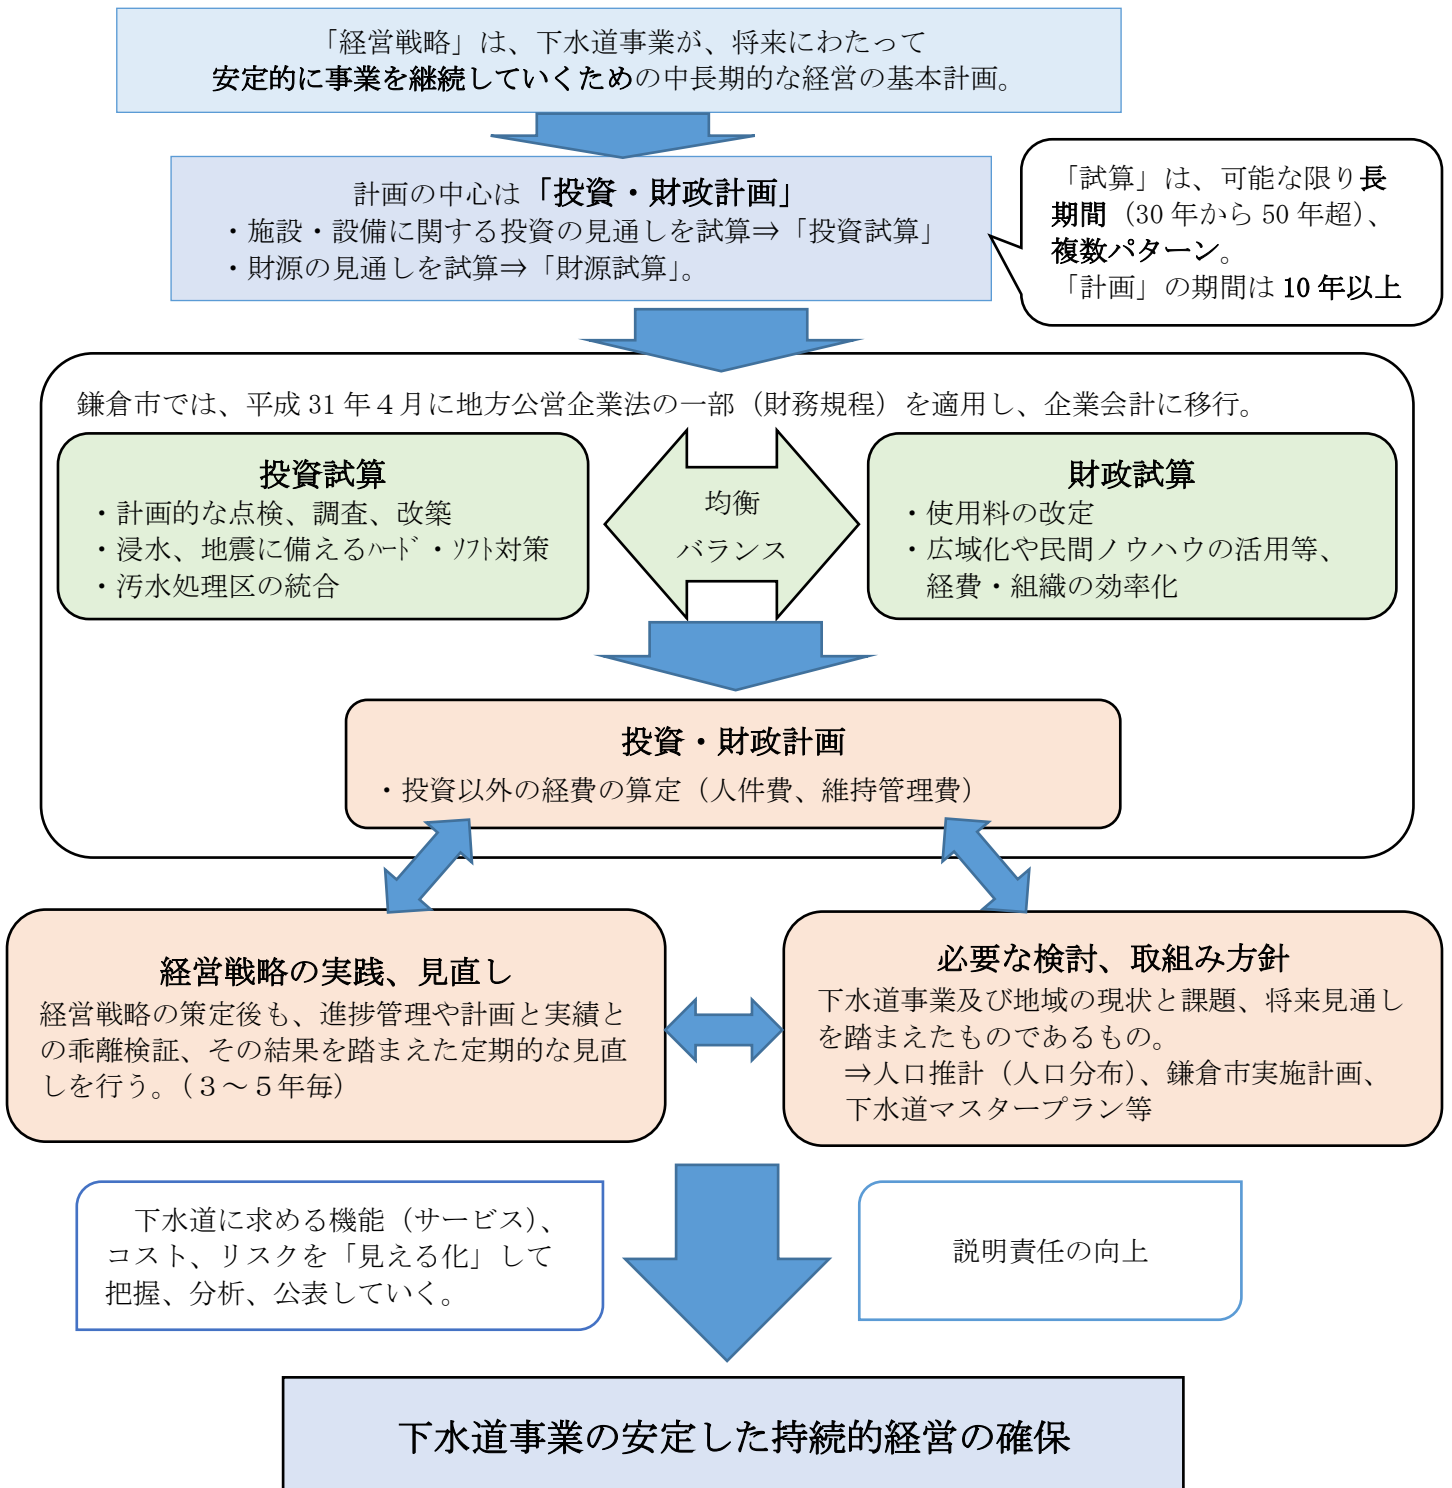 「経営戦略」は、下水道事業が、将来にわたって
安定的に事業を継続していくための中長期的な経営の基本計画。
計画の中心は「投資・財政計画」
・施設・設備に関する投資の見通しを試算⇒「投資試算」
・財源の見通しを試算⇒「財源試算」。
「試算」は、可能な限り長
期間（30 年から 50 年超）、
複数パターン。
「計画」の期間は 10 年以上
鎌倉市では、平成 31 年４月に地方公営企業法の一部（財務規程）を適用し、企業会計に移行。
投資試算
・計画的な点検、調査、改築
・浸水、地震に備えるﾊｰﾄﾞ・ｿﾌﾄ対策
・汚水処理区の統合
均衡
バランス
財政試算
・使用料の改定
・広域化や民間ノウハウの活用等、
経費・組織の効率化
投資・財政計画
・投資以外の経費の算定（人件費、維持管理費）
経営戦略の実践、見直し
経営戦略の策定後も、進捗管理や計画と実績と
の乖離検証、その結果を踏まえた定期的な見直
しを行う。（３～５年毎）
必要な検討、取組み方針
下水道事業及び地域の現状と課題、将来見通し
を踏まえたものであるもの。
⇒人口推計（人口分布）、鎌倉市実施計画、
下水道マスタープラン等
下水道に求める機能（サービス）、
コスト、リスクを「見える化」して
把握、分析、公表していく。
説明責任の向上
下水道事業の安定した持続的経営の確保